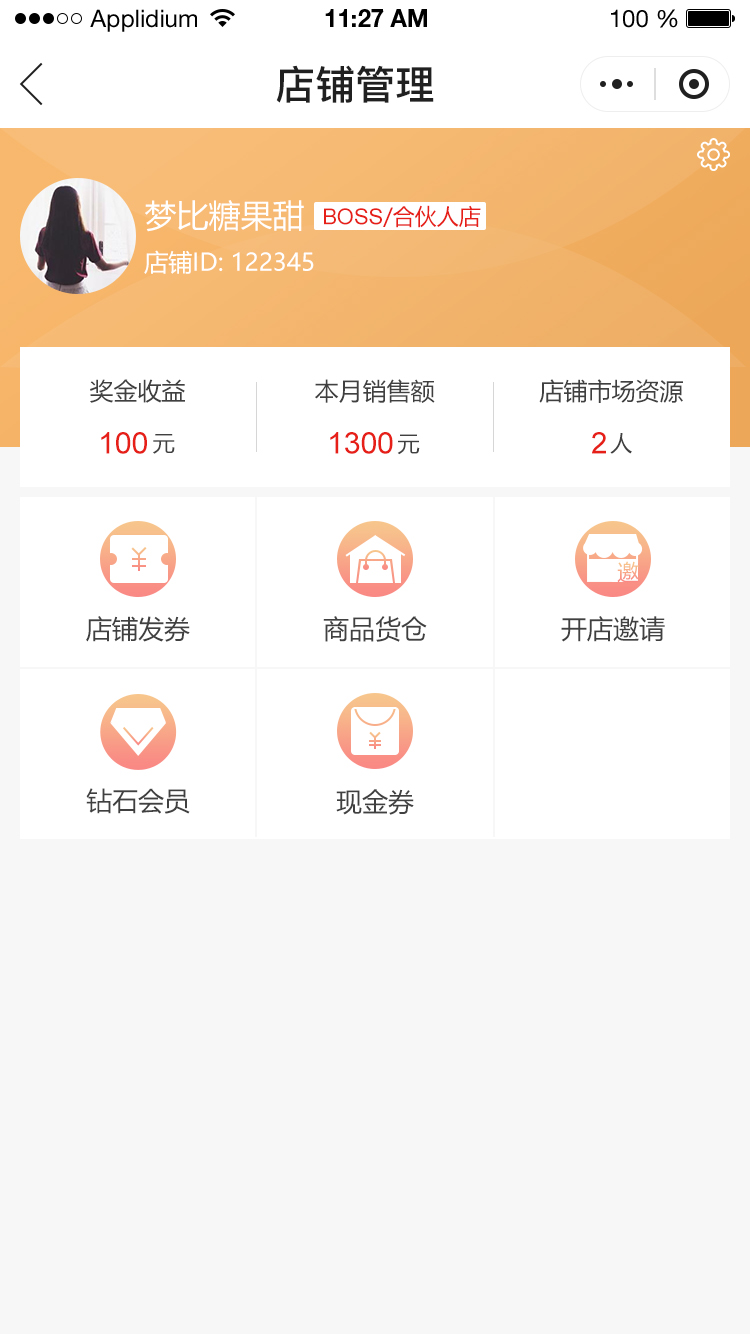 Applidium 11:27 AM 100 %
店铺管理
梦比糖果甜 BOSS/合伙人店
店铺ID: 122345
奖金收益 本月销售额 店铺市场资源
100元 1300元 2人
¥ 邀
店铺发券 商品货仓 开店邀请
¥
钻石会员 现金券